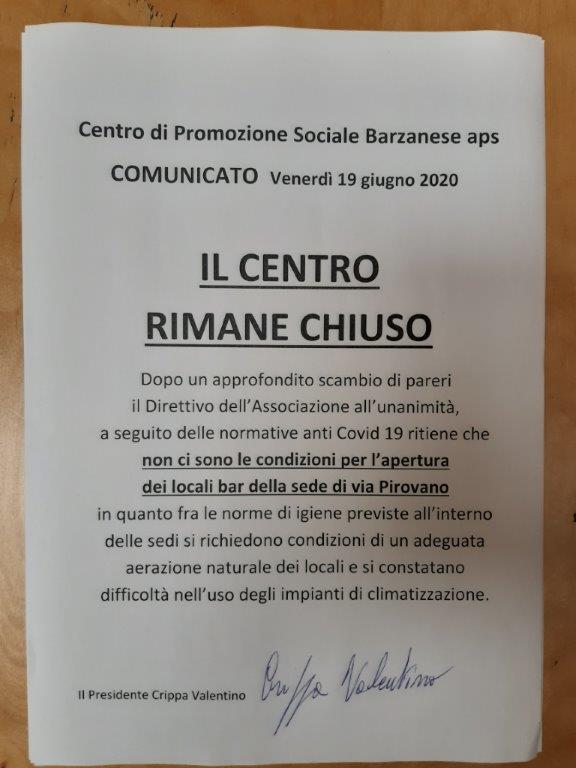 Centro di Promozione Sociale Barzanese aps
COMUNICATO Venerdì 19 giugno 2020
IL CENTRO
RIMANE CHIUSO
Dopo un approfondito scambio di pareri
il Direttivo dell'Associazione all'unanimità,
a seguito delle normative anti Covid 19 ritiene che
non ci sono le condizioni per l'apertura
dei locali bar della sede di via Pirovano
in quanto fra le norme di igiene previste all'interno
delle sedi si richiedono condizioni di un adeguata
aerazione naturale dei locali e si constatano
difficoltà nell'uso degli impianti di climatizzazione.
Il Presidente Crippa Valentino Crippa Valentino